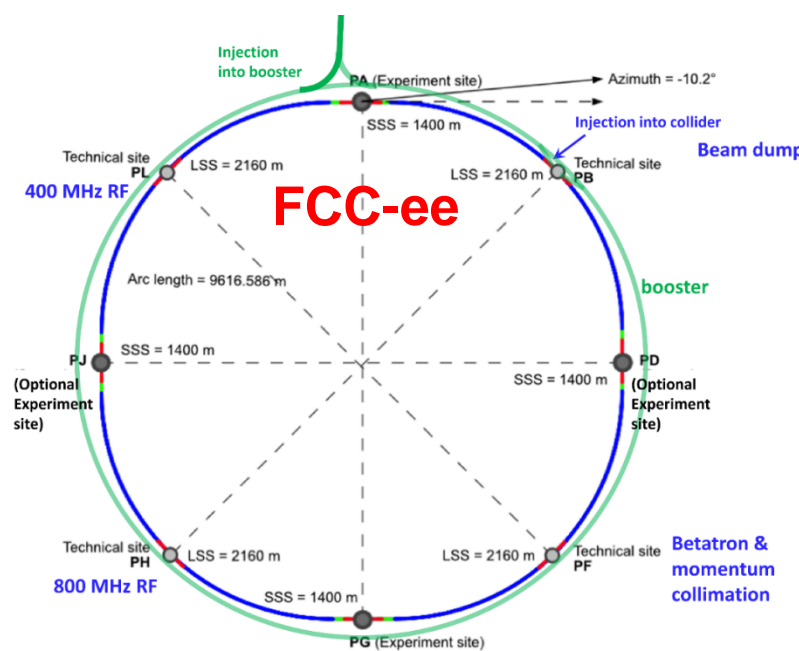 Injection
into booster
PA (Experiment site)
Azimuth = -10.2°
SSS = 1400 m
Injection into collider
Beam dump
Technical site
PL
LSS = 2160 m
LSS = 2160 m
Technical site
PB
400 MHz RF
FCC-ee
Arc length = 9616.586 m
booster
PJ
SSS = 1400 m
PD
SSS = 1400 m
(Optional
Experiment
site)
(Optional
Experiment
site)
Technical site
PH
LSS = 2160 m
LSS = 2160 m
Technical site
PF
800 MHz RF
SSS = 1400 m
Betatron &
momentum
collimation
PG (Experiment site)